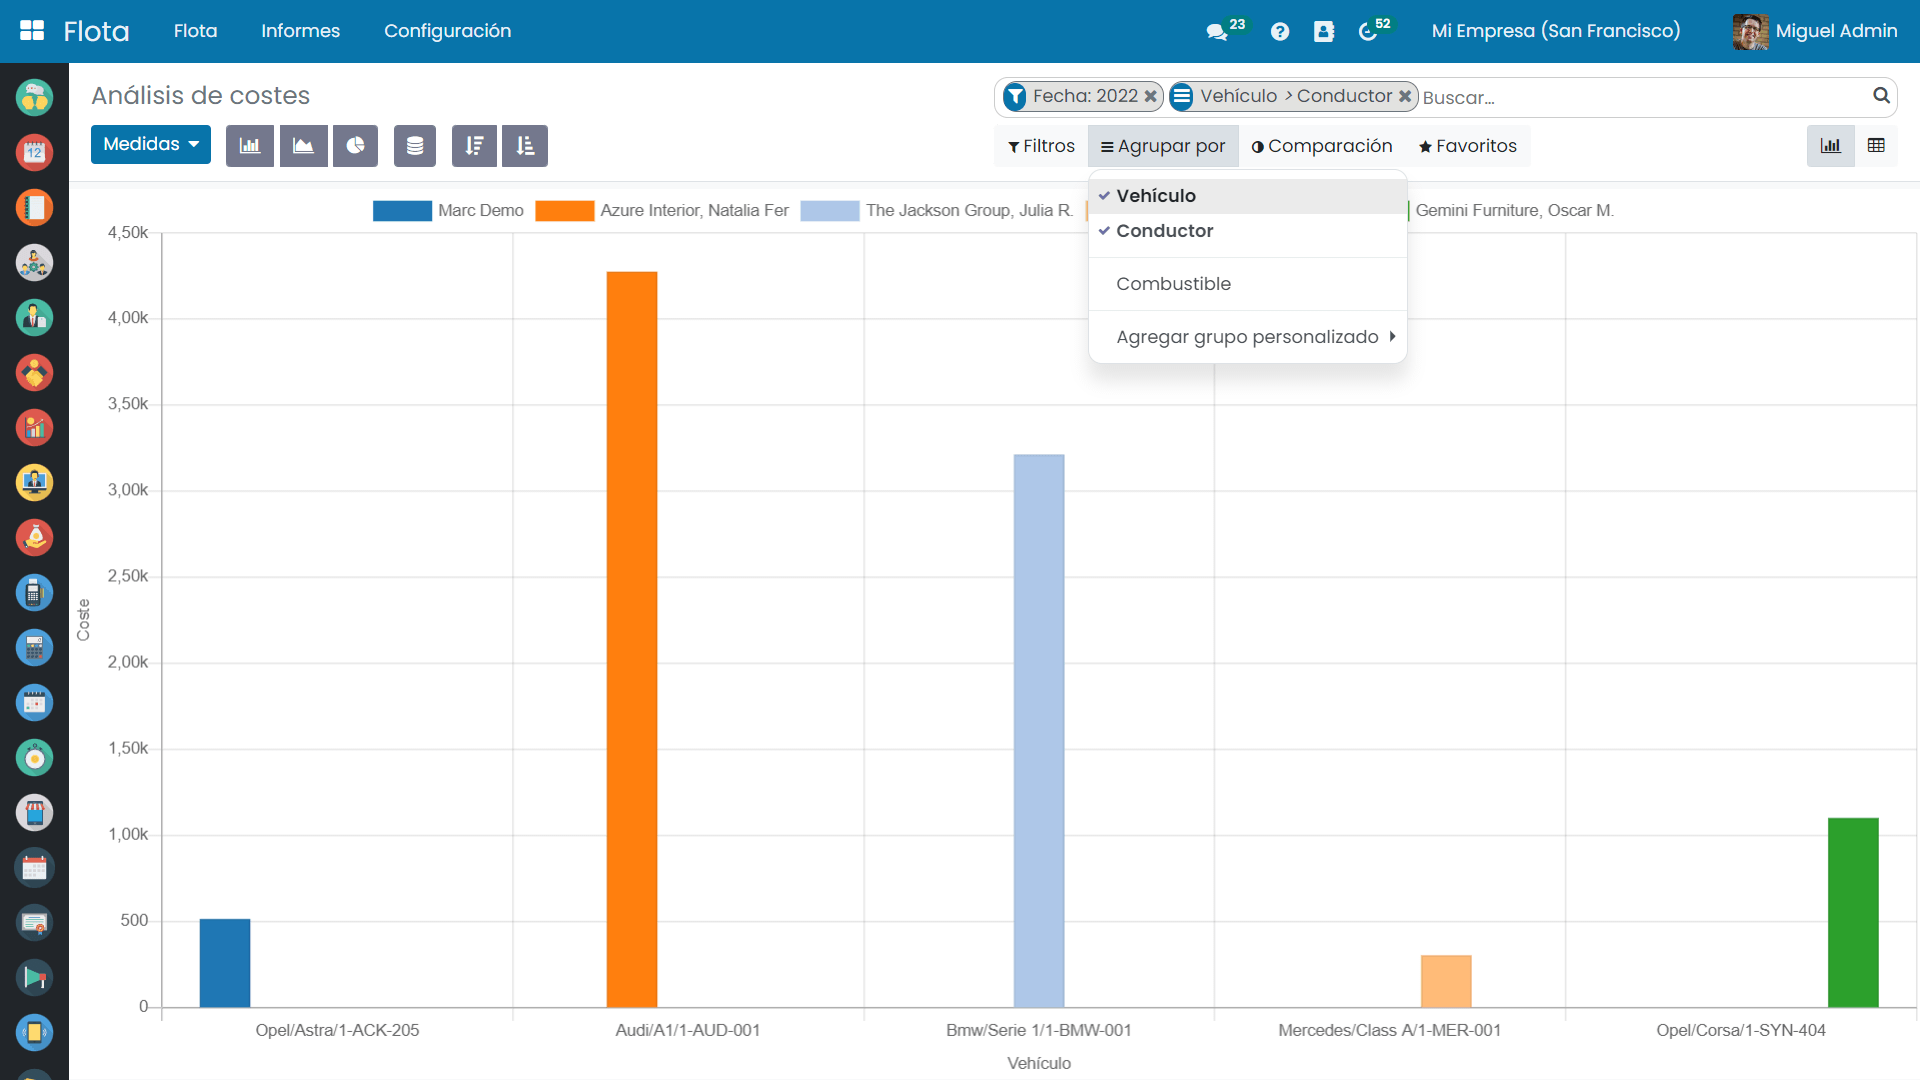 Flota
Flota
Informes
Configuración
23
52
Mi Empresa (San Francisco)
Miguel Admin
12
Análisis de costes
Fecha: 2022
Vehículo > Conductor
Buscar...
Medidas
Filtros
Agrupar por
Comparación
Favoritos
Vehículo
Conductor
Combustible
Agregar grupo personalizado
Marc Demo
Azure Interior, Natalia Fer
The Jackson Group, Julia R.
Gemini Furniture, Oscar M.
4,50k
4,00k
3,50k
3,00k
2,50k
2,00k
1,50k
1,00k
500
0
Coste
Opel/Astra/1-ACK-205
Audi/A1/1-AUD-001
Bmw/Serie 1/1-BMW-001
Mercedes/Class A/1-MER-001
Opel/Corsa/1-SYN-404
Vehículo